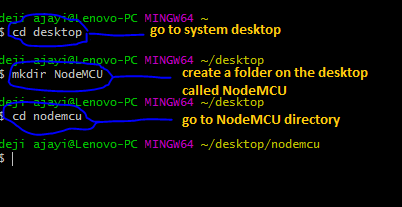 deji ajayi@Lenovo-PC MINGW64 ~
$ cd desktop go to system desktop
deji ajayi@Lenovo-PC MINGW64 ~/desktop
$ mkdir NodeMCU create a folder on the desktop
called NodeMCU
deji ajayi@Lenovo-PC MINGW64 ~/desktop
$ cd nodemcu go to NodeMCU directory
deji ajayi@Lenovo-PC MINGW64 ~/desktop/nodemcu
$